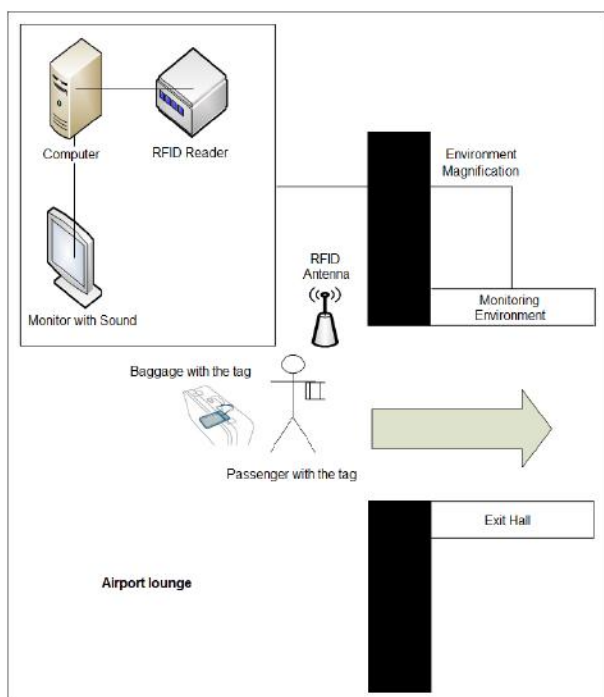 Computer
RFID Reader
Monitor with Sound
Environment
Magnification
RFID
Antenna
Monitoring
Environment
Baggage with the tag
Passenger with the tag
Exit Hall
Airport lounge